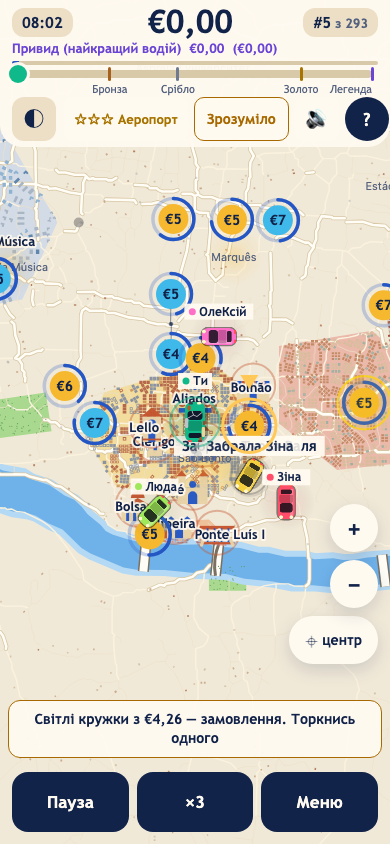 08:02
€0,00
#5 з 293
Привид (найкращий водій) €0,00 (€0,00)
Бронза
Срібло
Золото
Легенда
☆☆☆ Аеропорт
Зрозуміло
?
€5
€5
€7
Música
Música
Marquês
€5
ОлеКсій
€7
€4
€4
Ти
Bolhão
€6
Aliados
€5
€7
Lello
€4
Забрала Зіна
Зіна
Люда
Bolsa
Ribeira
€5
Ponte Luís I
+
−
центр
Світлі кружки з €4,26 — замовлення. Торкнись
одного
Пауза
×3
Меню